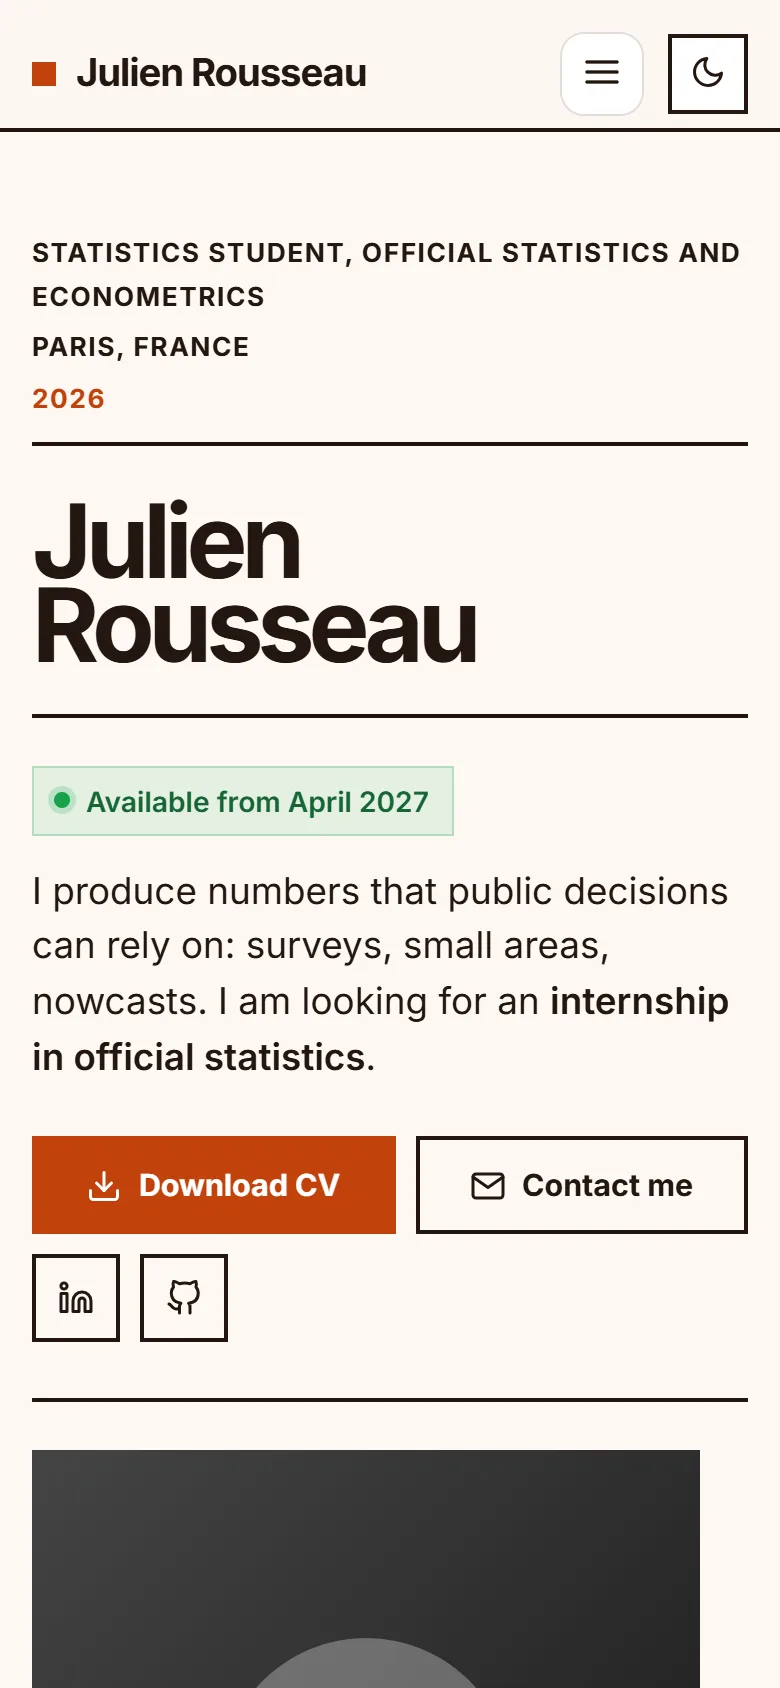 Julien Rousseau
STATISTICS STUDENT, OFFICIAL STATISTICS AND
ECONOMETRICS
PARIS, FRANCE
2026
Julien
Rousseau
Available from April 2027
I produce numbers that public decisions
can rely on: surveys, small areas,
nowcasts. I am looking for an internship
in official statistics.
Download CV
Contact me